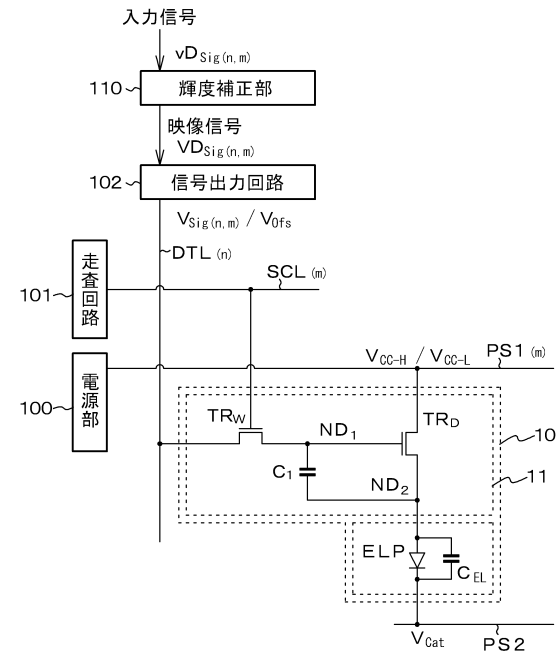 入力信号
vDSig(n,m)
110
輝度補正部
映像信号
VDSig(n,m)
102
信号出力回路
VSig(n,m) / VOfs
DTL (n)
101
走査回路
SCL (m)
100
電源部
VCC-H / VCC-L
PS1 (m)
TRW
ND1
TRD
10
11
C1
ND2
ELP
CEL
VCat
PS2